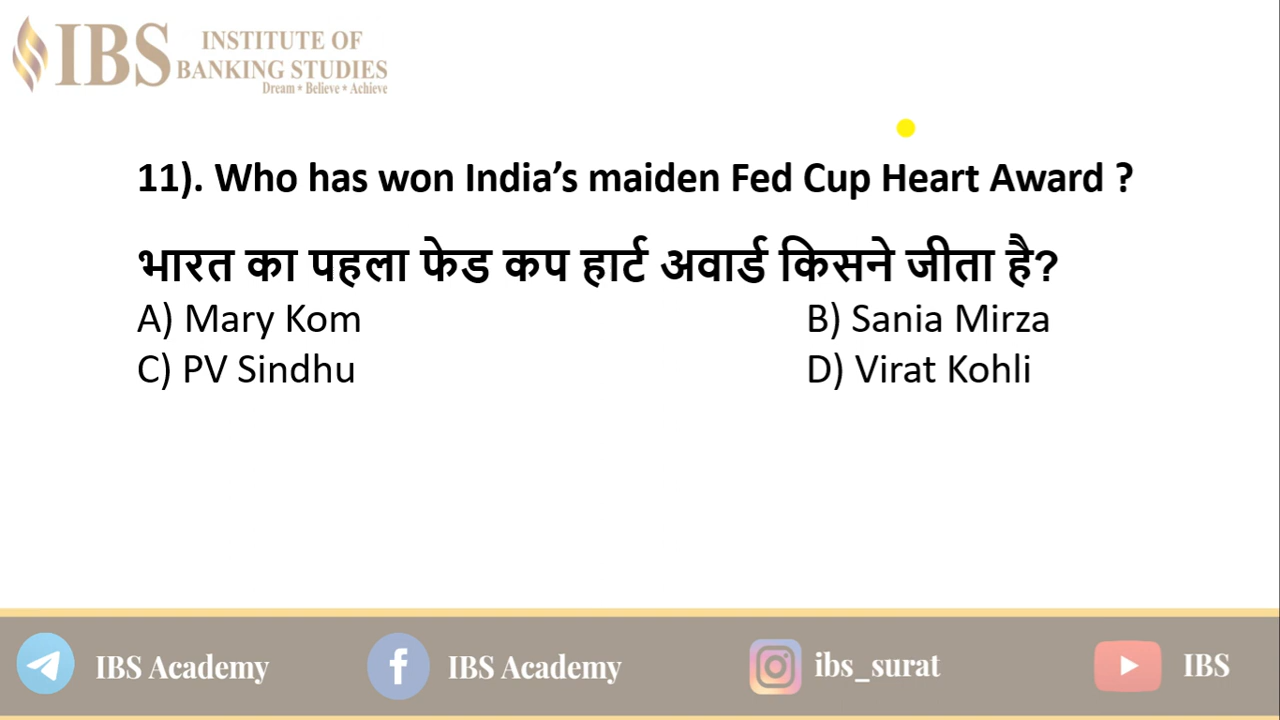 IBS INSTITUTE OF
BANKING STUDIES
Dream * Believe * Achieve
11). Who has won India’s maiden Fed Cup Heart Award ?
भारत का पहला फेड कप हार्ट अवार्ड किसने जीता है?
A) Mary Kom B) Sania Mirza
C) PV Sindhu D) Virat Kohli
IBS Academy IBS Academy ibs_surat IBS